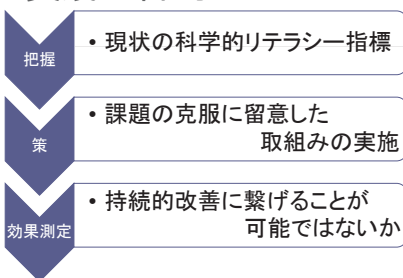 把握
• 現状の科学的リテラシー指標
策
• 課題の克服に留意した
取組みの実施
効果測定
• 持続的改善に繋げることが
可能ではないか